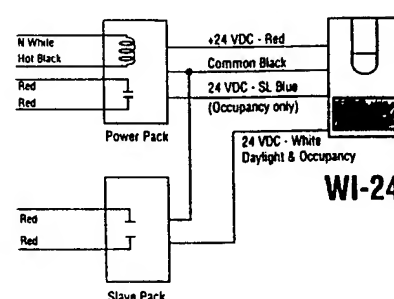 N White
Hot Black
Red
Red
Power Pack
+24 VDC - Red
Common Black
24 VDC - SL Blue
(Occupancy only)
24 VDC - White
Daylight & Occupancy
WI-24
Red
Red
Slave Pack